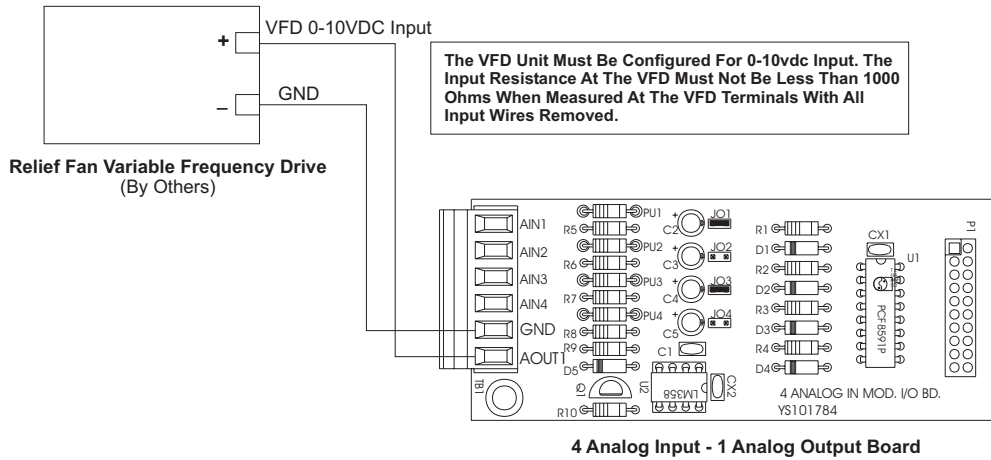 VFD 0-10VDC Input
+
GND
–
The VFD Unit Must Be Configured For 0-10vdc Input. The
Input Resistance At The VFD Must Not Be Less Than 1000
Ohms When Measured At The VFD Terminals With All
Input Wires Removed.
Relief Fan Variable Frequency Drive
(By Others)
AIN1
AIN2
AIN3
AIN4
GND
AOUT1
TB1
PU1
R5
PU2
R6
PU3
R7
PU4
R8
R9
D5
Q1
R10
+
C2
JO1
+
C3
JO2
+
C4
JO3
+
C5
JO4
C1
U2
LM358
CX2
R1
D1
R2
D2
R3
D3
R4
D4
CX1
U1
PCF8591P
P1
4 ANALOG IN MOD. I/O BD.
YS101784
4 Analog Input - 1 Analog Output Board